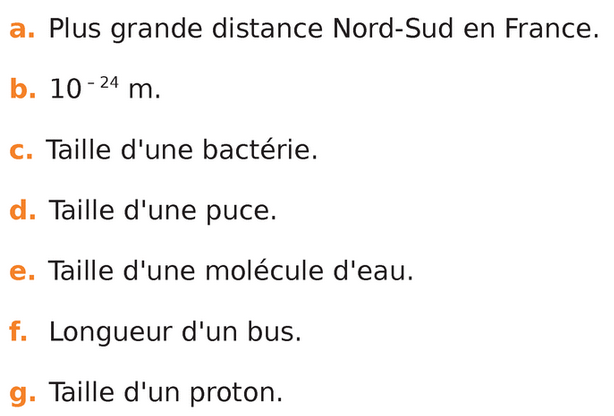 a. Plus grande distance Nord-Sud en France.
b. 10⁻²⁴ m.
c. Taille d'une bactérie.
d. Taille d'une puce.
e. Taille d'une molécule d'eau.
f. Longueur d'un bus.
g. Taille d'un proton.